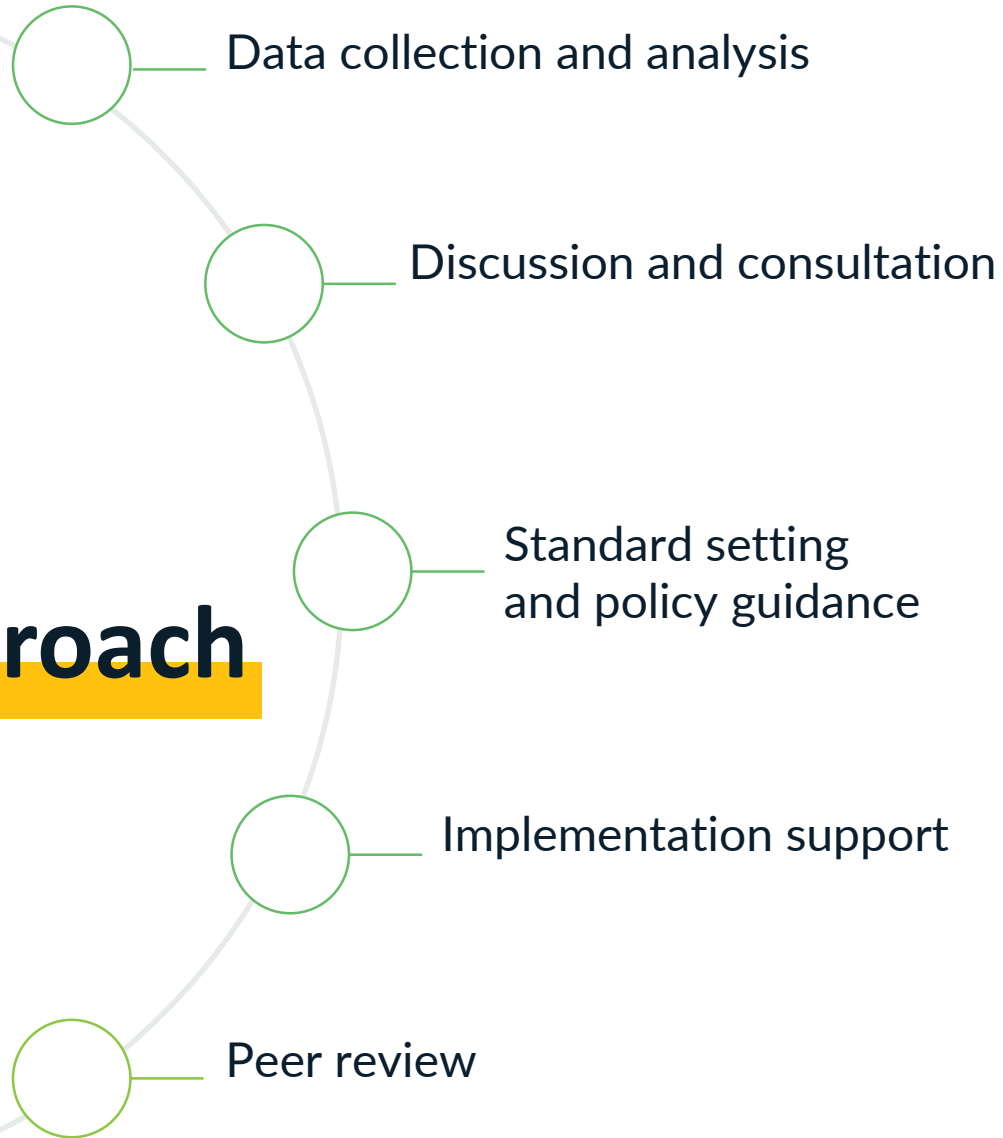 Data collection and analysis
Discussion and consultation
Standard setting
and policy guidance
roach
Implementation support
Peer review